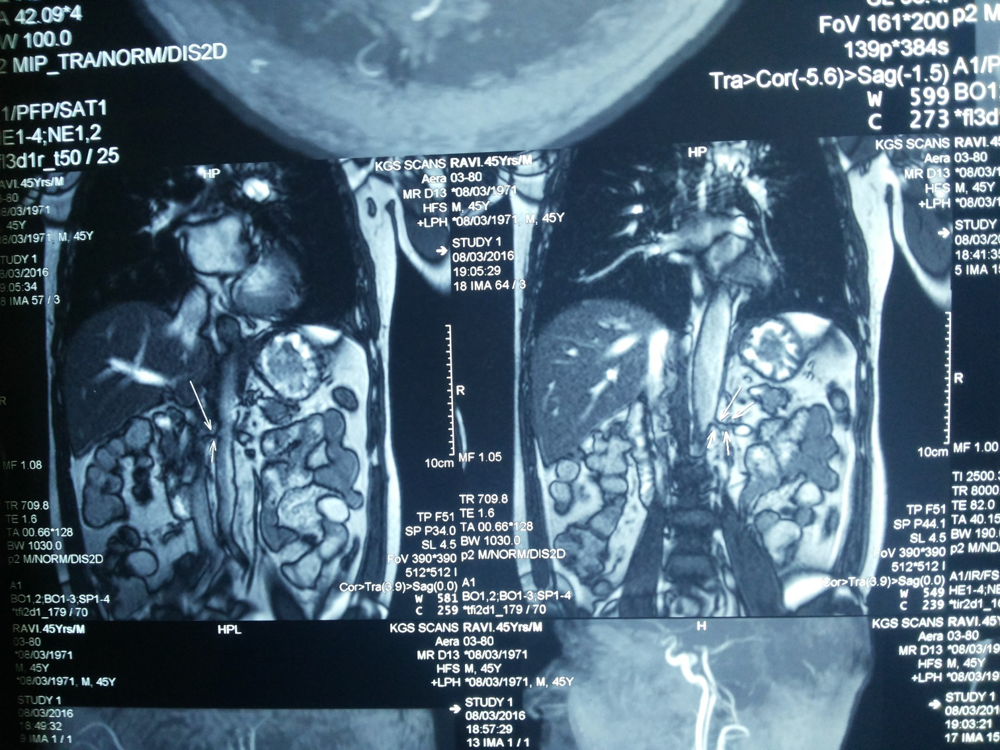 A 42.09*4
W 100.0
2 MIP_TRA/NORM/DIS2D
1/PFP/SAT1
HE1-4;NE1,2
fl3d1r_t50 / 25
FoV 161*200
139p*384s
Tra>Cor(-5.6)>Sag(-1.5)
W 599
C 273
p2 M
A1/P
BO1
*fl3d
AVI.45Yrs/M
-80
8/03/1971
45Y
8/03/1971, M, 45Y
TUDY 1
8/03/2016
9:05:34
8 IMA 57 / 3
R
MF 1.08
TR 709.8
TE 1.6
TA 00.66*128
BW 1030.0
p2 M/NORM/DIS2D
A1
BO1,2;BO1-3;SP1-4
*tfi2d1_179 / 70
HP
KGS SCANS
Aera
MR D13
HFS
+LPH
RAVI.45Yrs/M
03-80
*08/03/1971
M, 45Y
*08/03/1971, M, 45Y
STUDY 1
08/03/2016
19:05:29
18 IMA 64 / 3
R
10cm
MF 1.05
TP F51
SP P34.0
SL 4.5
FoV 390*390
512*512 I
Cor>Tra(3.9)>Sag(0.0)
W 581
C 259
TR 709.8
TE 1.6
TA 00.66*128
BW 1030.0
p2 M/NORM/DIS2D
A1
BO1,2;BO1-3;SP1-4
*tfi2d1_179 / 70
HP
KGS SCANS
Aera
MR D13
HFS
+LPH
RAVI.45
03-80
*08/03/1
M, 45Y
*08/03/
STUDY
08/03/20
18:41:35
5 IMA 15
R
10cm
MF 1.00
TP F51
SP P44.1
SL 4.5
FoV 390*390
512*512 I
Cor>Tra(3.9)>Sag(0.0)
W 549
C 239
TI 2500.
TR 8000
TE 82.0
TA 40.15
BW 190.
p2 M/ND
A1/IR/FS
HE1-4;NE
*tir2d1_1
RAVI.45Yrs/M
03-80
*08/03/1971
M, 45Y
*08/03/1971, M, 45Y
STUDY 1
08/03/2016
18:49:32
9 IMA 1 / 1
HPL
KGS SCANS
Aera
MR D13
HFS
+LPH
RAVI.45Yrs/M
03-80
*08/03/1971
M, 45Y
*08/03/1971, M, 45Y
STUDY 1
08/03/2016
18:57:29
13 IMA 1 / 1
H
KGS SCANS
Aera
MR D13
HFS
+LPH
RAVI.45Y
03-80
*08/03/19
M, 45Y
*08/03/19
STUDY 1
08/03/201
19:03:21
17 IMA 15